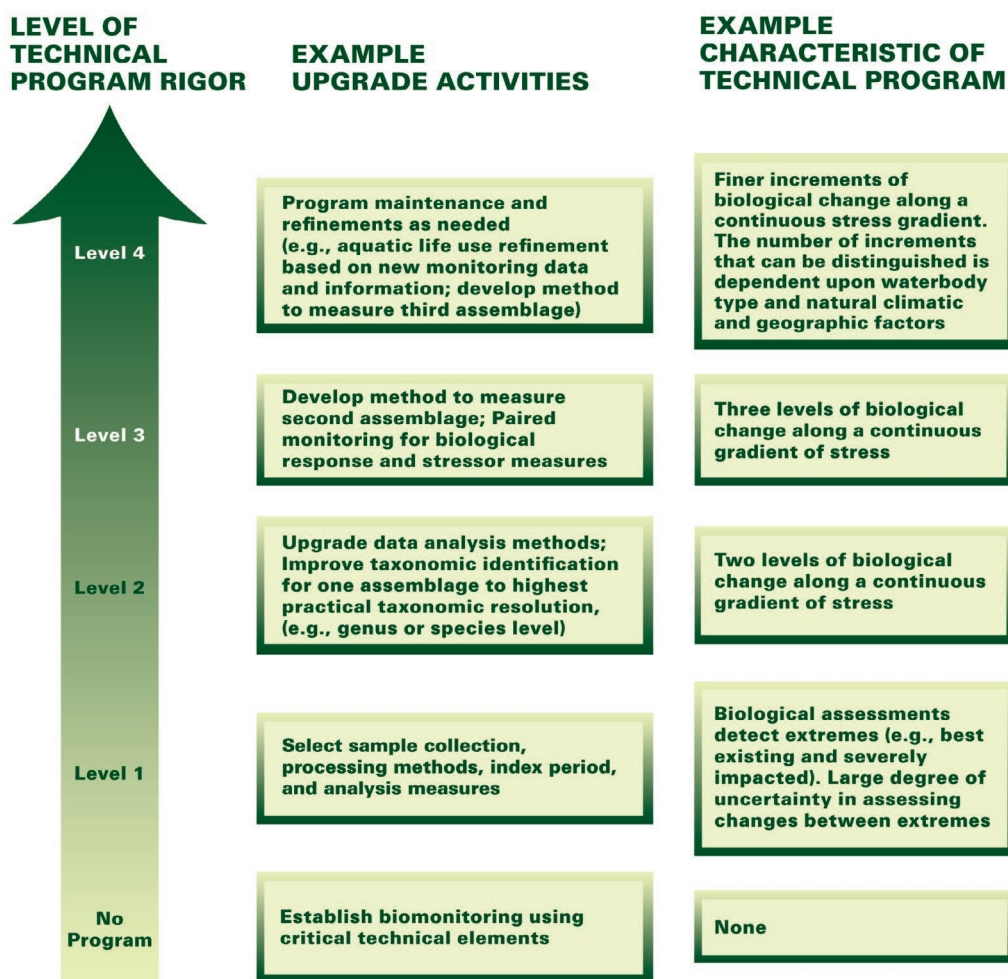 LEVEL OF
TECHNICAL
PROGRAM RIGOR
EXAMPLE
UPGRADE ACTIVITIES
EXAMPLE
CHARACTERISTIC OF
TECHNICAL PROGRAM
Level 4
Program maintenance and
refinements as needed
(e.g., aquatic life use refinement
based on new monitoring data
and information; develop method
to measure third assemblage)
Finer increments of
biological change along a
continuous stress gradient.
The number of increments
that can be distinguished is
dependent upon waterbody
type and natural climatic
and geographic factors
Level 3
Develop method to measure
second assemblage; Paired
monitoring for biological
response and stressor measures
Three levels of biological
change along a continuous
gradient of stress
Level 2
Upgrade data analysis methods;
Improve taxonomic identification
for one assemblage to highest
practical taxonomic resolution,
(e.g., genus or species level)
Two levels of biological
change along a continuous
gradient of stress
Level 1
Select sample collection,
processing methods, index period,
and analysis measures
Biological assessments
detect extremes (e.g., best
existing and severely
impacted). Large degree of
uncertainty in assessing
changes between extremes
No
Program
Establish biomonitoring using
critical technical elements
None